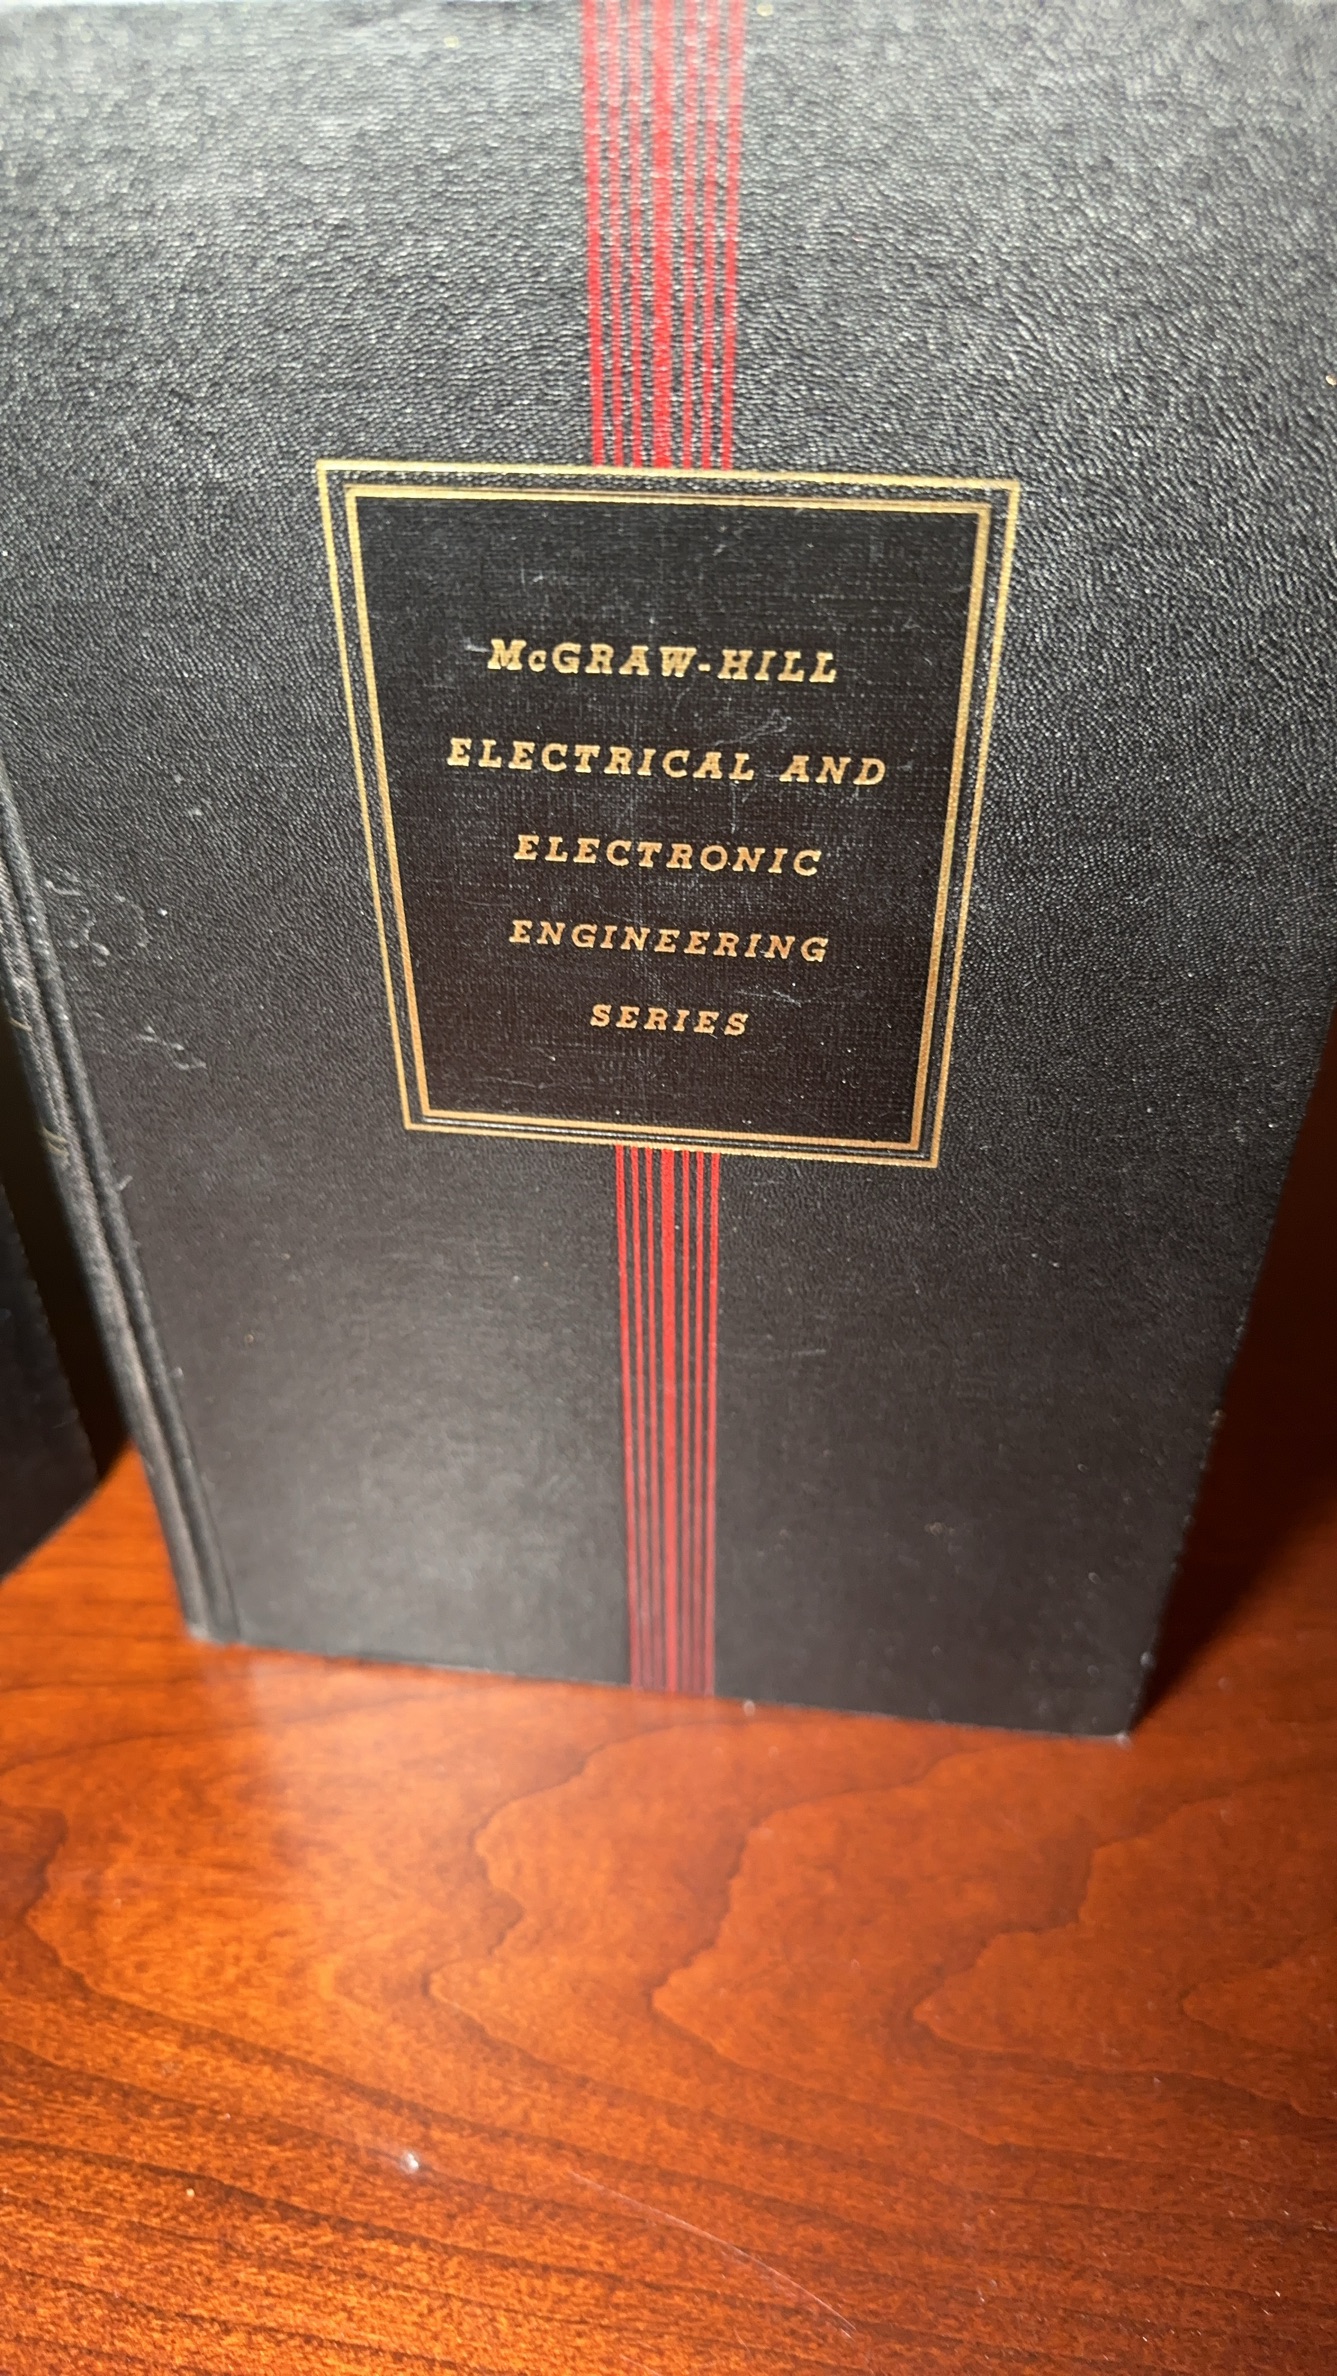 McGRAW-HILL
ELECTRICAL AND
ELECTRONIC
ENGINEERING
SERIES